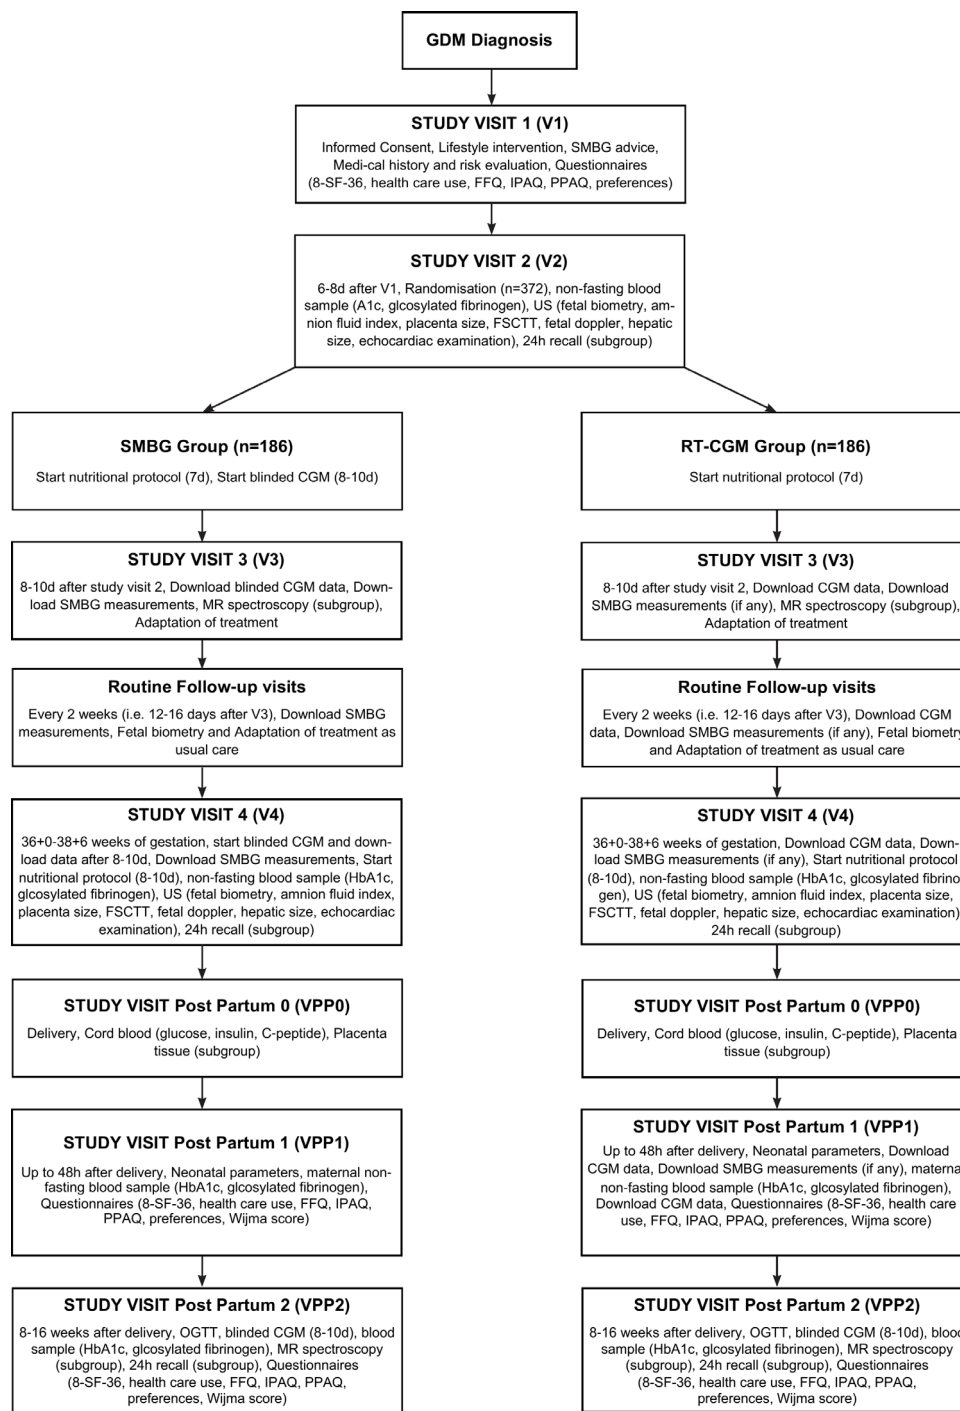 GDM Diagnosis
STUDY VISIT 1 (V1)
Informed Consent, Lifestyle intervention, SMBG advice,
Medi-cal history and risk evaluation, Questionnaires
(8-SF-36, health care use, FFQ, IPAQ, PPAQ, preferences)
STUDY VISIT 2 (V2)
6-8d after V1, Randomisation (n=372), non-fasting blood
sample (A1c, glcosylated fibrinogen), US (fetal biometry, am-
nion fluid index, placenta size, FSCTT, fetal doppler, hepatic
size, echocardiac examination), 24h recall (subgroup)
SMBG Group (n=186)
Start nutritional protocol (7d), Start blinded CGM (8-10d)
STUDY VISIT 3 (V3)
8-10d after study visit 2, Download blinded CGM data, Down-
load SMBG measurements, MR spectroscopy (subgroup),
Adaptation of treatment
Routine Follow-up visits
Every 2 weeks (i.e. 12-16 days after V3), Download SMBG
measurements, Fetal biometry and Adaptation of treatment as
usual care
STUDY VISIT 4 (V4)
36+0-38+6 weeks of gestation, start blinded CGM and down-
load data after 8-10d, Download SMBG measurements, Start
nutritional protocol (8-10d), non-fasting blood sample (HbA1c,
glcosylated fibrinogen), US (fetal biometry, amnion fluid index,
placenta size, FSCTT, fetal doppler, hepatic size, echocardiac
examination), 24h recall (subgroup)
STUDY VISIT Post Partum 0 (VPP0)
Delivery, Cord blood (glucose, insulin, C-peptide), Placenta
tissue (subgroup)
STUDY VISIT Post Partum 1 (VPP1)
Up to 48h after delivery, Neonatal parameters, maternal non-
fasting blood sample (HbA1c, glcosylated fibrinogen),
Questionnaires (8-SF-36, health care use, FFQ, IPAQ,
PPAQ, preferences, Wijma score)
STUDY VISIT Post Partum 2 (VPP2)
8-16 weeks after delivery, OGTT, blinded CGM (8-10d), blood
sample (HbA1c, glcosylated fibrinogen), MR spectroscopy
(subgroup), 24h recall (subgroup), Questionnaires
(8-SF-36, health care use, FFQ, IPAQ, PPAQ,
preferences, Wijma score)
RT-CGM Group (n=186)
Start nutritional protocol (7d)
STUDY VISIT 3 (V3)
8-10d after study visit 2, Download CGM data, Download
SMBG measurements (if any), MR spectroscopy (subgroup),
Adaptation of treatment
Routine Follow-up visits
Every 2 weeks (i.e. 12-16 days after V3), Download CGM
data, Download SMBG measurements (if any), Fetal biometry
and Adaptation of treatment as usual care
STUDY VISIT 4 (V4)
36+0-38+6 weeks of gestation, Download CGM data, Down-
load SMBG measurements (if any), Start nutritional protocol
(8-10d), non-fasting blood sample (HbA1c, glcosylated fibrino-
gen), US (fetal biometry, amnion fluid index, placenta size,
FSCTT, fetal doppler, hepatic size, echocardiac examination),
24h recall (subgroup)
STUDY VISIT Post Partum 0 (VPP0)
Delivery, Cord blood (glucose, insulin, C-peptide), Placenta
tissue (subgroup)
STUDY VISIT Post Partum 1 (VPP1)
Up to 48h after delivery, Neonatal parameters, Download
CGM data, Download SMBG measurements (if any), maternal
non-fasting blood sample (HbA1c, glcosylated fibrinogen),
Download CGM data, Questionnaires (8-SF-36, health care
use, FFQ, IPAQ, PPAQ, preferences, Wijma score)
STUDY VISIT Post Partum 2 (VPP2)
8-16 weeks after delivery, OGTT, blinded CGM (8-10d), blood
sample (HbA1c, glcosylated fibrinogen), MR spectroscopy
(subgroup), 24h recall (subgroup), Questionnaires
(8-SF-36, health care use, FFQ, IPAQ, PPAQ,
preferences, Wijma score)